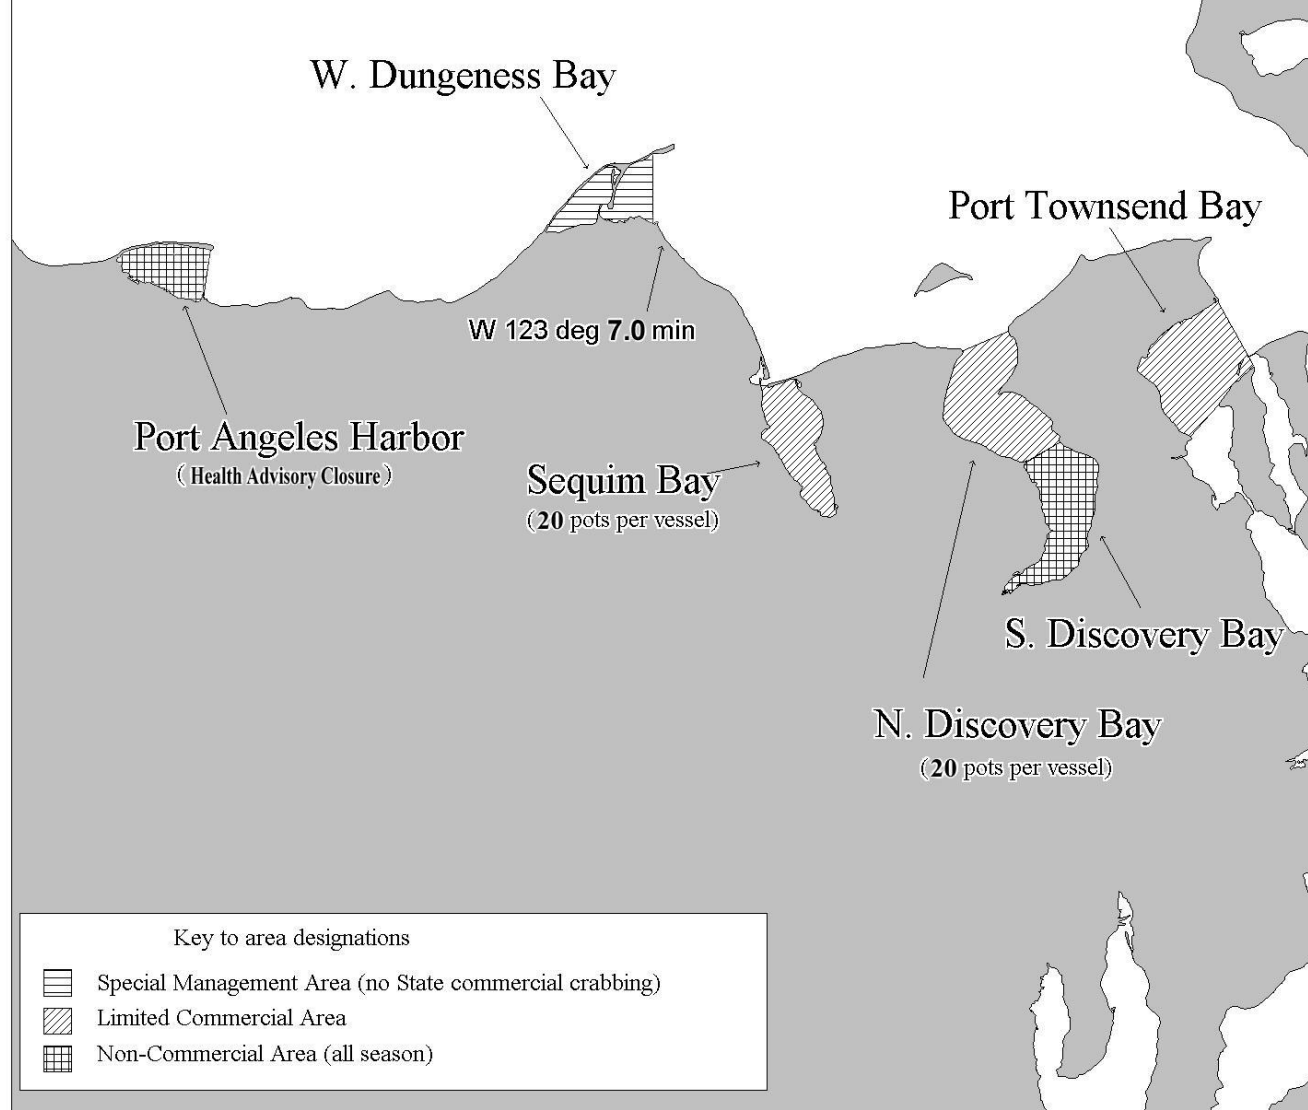 W. Dungeness Bay
Port Townsend Bay
W 123 deg 7.0 min
Port Angeles Harbor
(Health Advisory Closure)
Sequim Bay
(20 pots per vessel)
S. Discovery Bay
N. Discovery Bay
(20 pots per vessel)
Key to area designations
Special Management Area (no State commercial crabbing)
Limited Commercial Area
Non-Commercial Area (all season)